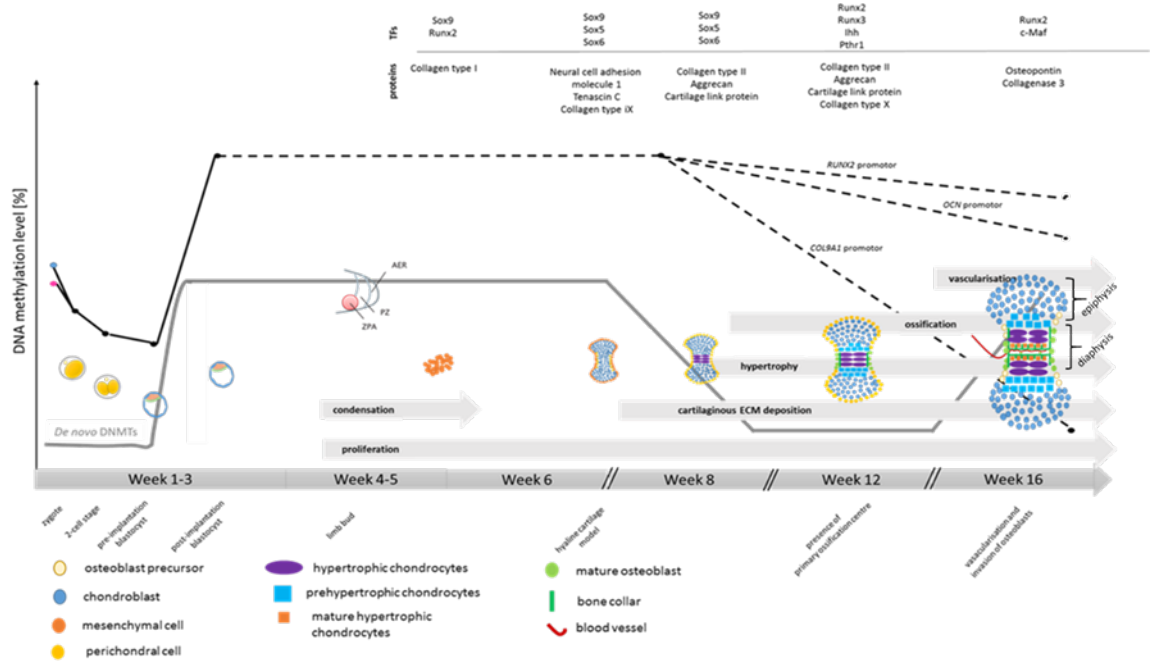 TFs
Sox9
Runx2
Sox9
Sox5
Sox6
Sox9
Sox5
Sox6
Runx2
Runx3
Ihh
Pthr1
Runx2
c-Maf
proteins
Collagen type I
Neural cell adhesion
molecule 1
Tenascin C
Collagen type iX
Collagen type II
Aggrecan
Cartilage link protein
Collagen type II
Aggrecan
Cartilage link protein
Collagen type X
Osteopontin
Collagenase 3
DNA methylation level [%]
RUNX2 promotor
OCN promotor
COL9A1 promotor
AER
PZ
ZPA
vascularisation
epiphysis
ossification
diaphysis
hypertrophy
condensation
cartilaginous ECM deposition
De novo DNMTs
proliferation
Week 1-3
Week 4-5
Week 6
Week 8
Week 12
Week 16
zygote
2-cell stage
pre-implantation
blastocyst
post-implantation
blastocyst
limb bud
hyaline cartilage
model
presence of
primary ossification centre
vasacularisation and
invasion of osteoblasts
osteoblast precursor
chondroblast
mesenchymal cell
perichondral cell
hypertrophic chondrocytes
prehypertrophic chondrocytes
mature hypertrophic
chondrocytes
mature osteoblast
bone collar
blood vessel